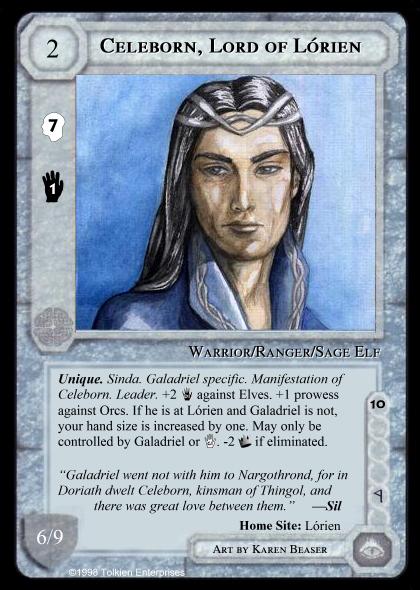 2
CELEBORN, LORD OF LÓRIEN
7
1
WARRIOR/RANGER/SAGE ELF
Unique. Sinda. Galadriel specific. Manifestation of
Celeborn. Leader. +2 against Elves. +1 prowess
against Orcs. If he is at Lórien and Galadriel is not,
your hand size is increased by one. May only be
controlled by Galadriel or . -2 if eliminated.
10
“Galadriel went not with him to Nargothrond, for in
Doriath dwelt Celeborn, kinsman of Thingol, and
there was great love between them.” —Sil
Home Site: Lórien
6/9
ART BY KAREN BEASER
©1998 Tolkien Enterprises